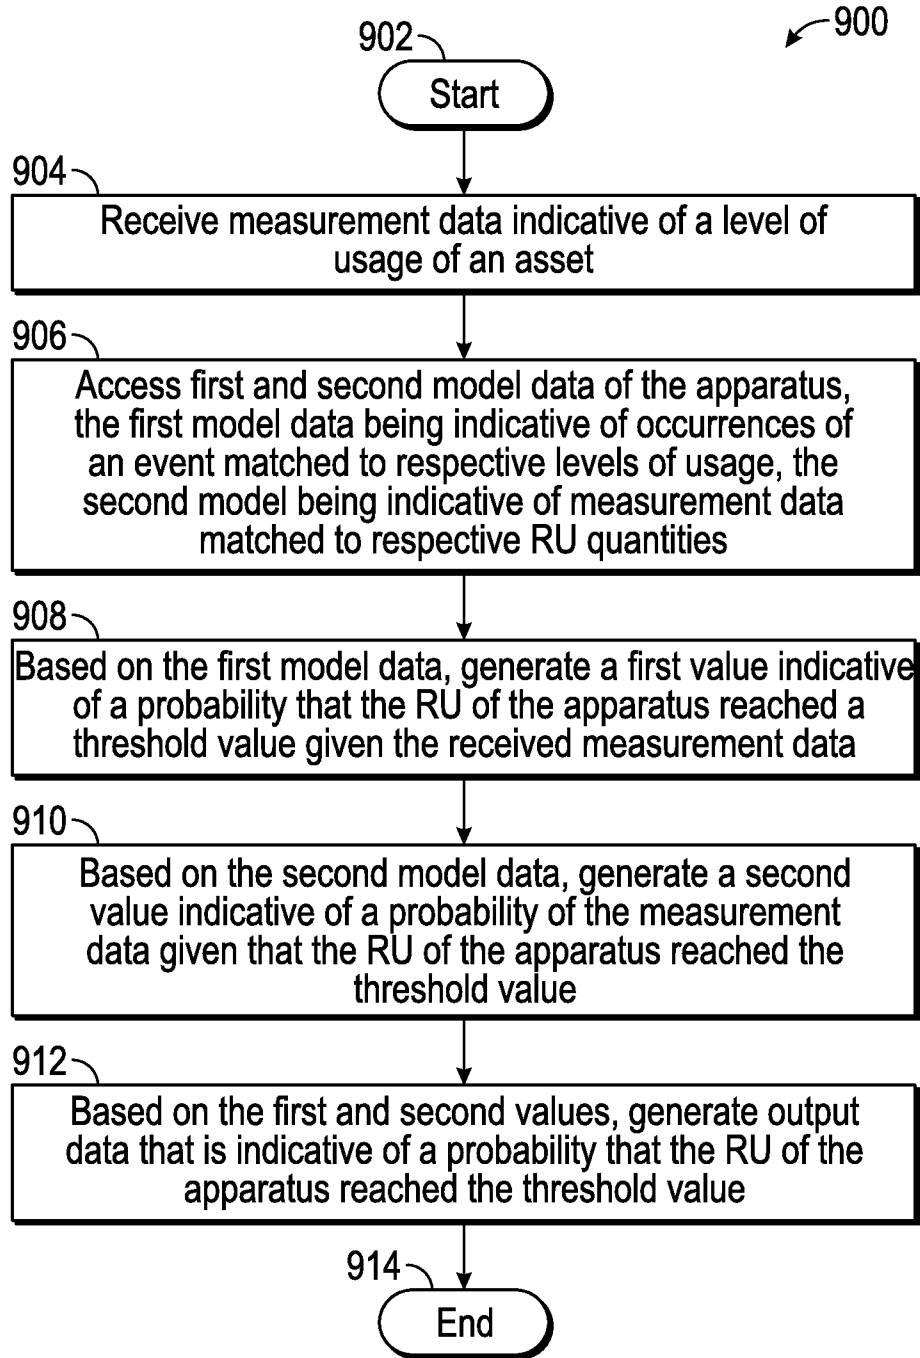 900
902
Start
904
Receive measurement data indicative of a level of
usage of an asset
906
Access first and second model data of the apparatus,
the first model data being indicative of occurrences of
an event matched to respective levels of usage, the
second model being indicative of measurement data
matched to respective RU quantities
908
Based on the first model data, generate a first value indicative
of a probability that the RU of the apparatus reached a
threshold value given the received measurement data
910
Based on the second model data, generate a second
value indicative of a probability of the measurement
data given that the RU of the apparatus reached the
threshold value
912
Based on the first and second values, generate output
data that is indicative of a probability that the RU of the
apparatus reached the threshold value
914
End